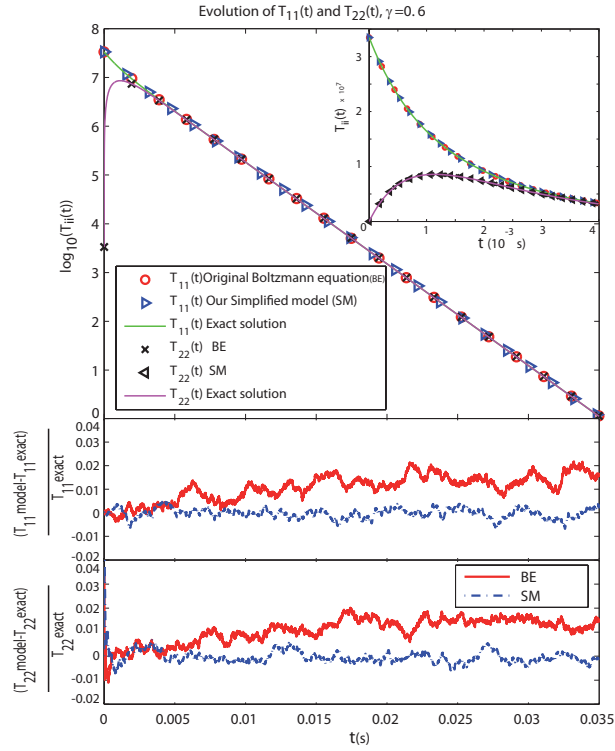 Evolution of T11(t) and T22(t), γ=0.6
8
7
6
5
4
3
2
1
0
log10(Tii(t))
3
2
1
0
Tii(t) × 10^7
0 1 2 3 4
t (10^-3 s)
T11(t)Original Boltzmann equation(BE)
T11(t) Our Simplified model (SM)
T11(t) Exact solution
T22(t) BE
T22(t) SM
T22(t) Exact solution
(T11model-T11exact)
T11exact
0.04
0.03
0.02
0.01
0
-0.01
-0.02
(T22model-T22exact)
T22exact
0.04
0.03
0.02
0.01
0
-0.01
-0.02
BE
SM
0 0.005 0.01 0.015 0.02 0.025 0.03 0.035
t(s)